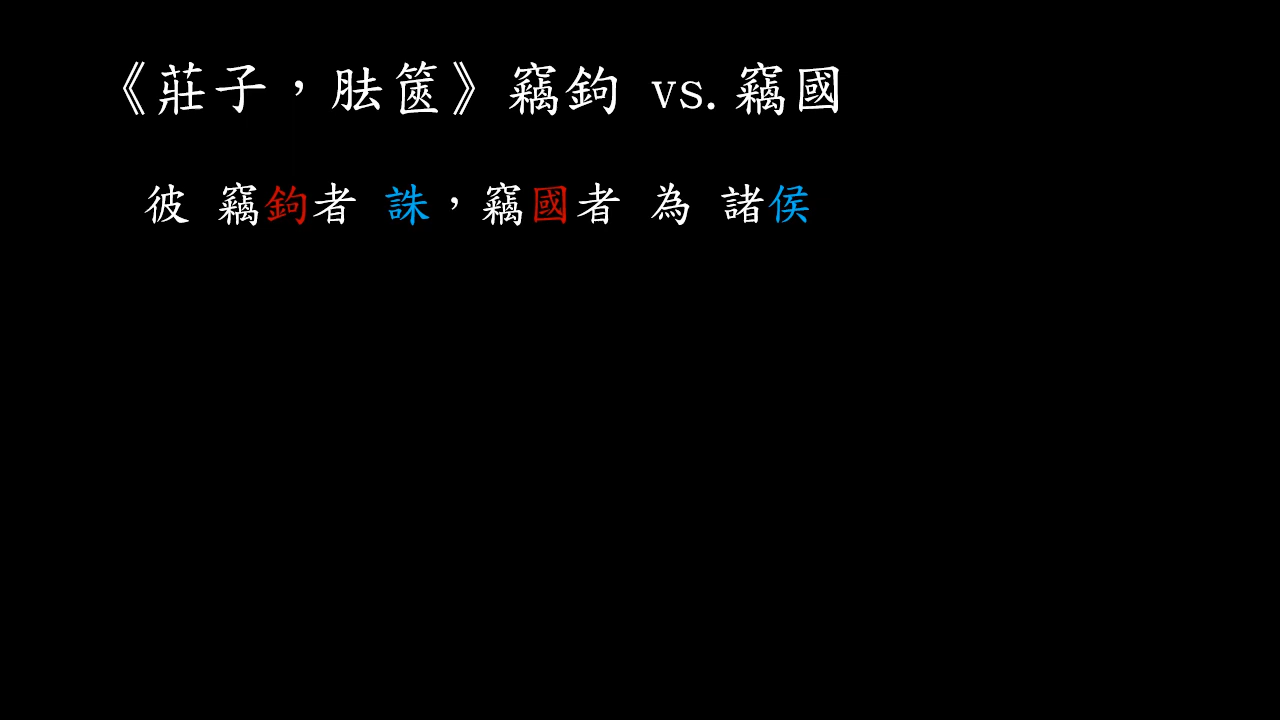 《莊子，胠篋》竊鉤 vs. 竊國
彼 竊鉤者 誅，竊國者 為 諸侯